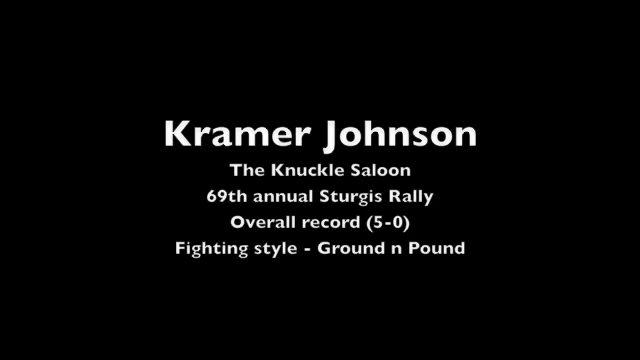 Kramer Johnson
The Knuckle Saloon
69th annual Sturgis Rally
Overall record (5-0)
Fighting style - Ground n Pound